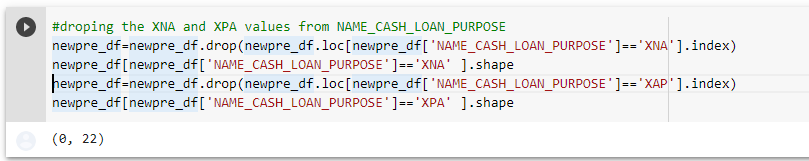 #droping the XNA and XPA values from NAME_CASH_LOAN_PURPOSE
newpre_df=newpre_df.drop(newpre_df.loc[newpre_df['NAME_CASH_LOAN_PURPOSE']=='XNA'].index)
newpre_df[newpre_df['NAME_CASH_LOAN_PURPOSE']=='XNA' ].shape
newpre_df=newpre_df.drop(newpre_df.loc[newpre_df['NAME_CASH_LOAN_PURPOSE']=='XAP'].index)
newpre_df[newpre_df['NAME_CASH_LOAN_PURPOSE']=='XPA' ].shape
(0, 22)